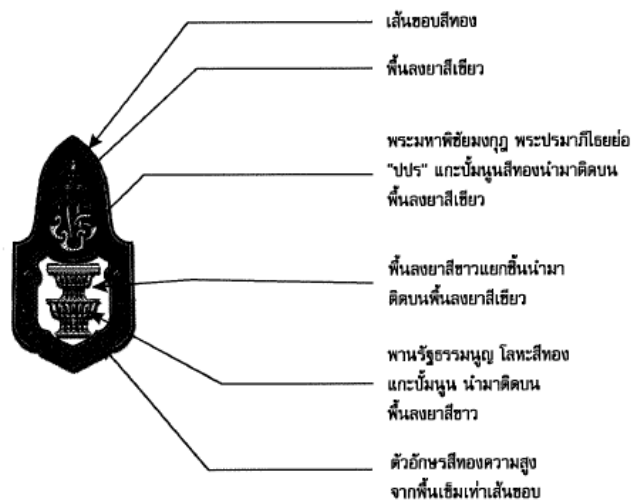 เส้นขอบสีทอง
พื้นลงยาสีเขียว
พระมหาพิชัยมงกุฎ พระปรมาภิไธยย่อ
"ปปร" แกะปั๊มนูนสีทองนำมาติดบน
พื้นลงยาสีเขียว
พื้นลงยาสีขาวแยกชิ้นนำมา
ติดบนพื้นลงยาสีเขียว
พานรัฐธรรมนูญ โลหะสีทอง
แกะปั๊มนูน นำมาติดบน
พื้นลงยาสีขาว
ตัวอักษรสีทองความสูง
จากพื้นเข็มเท่าเส้นขอบ